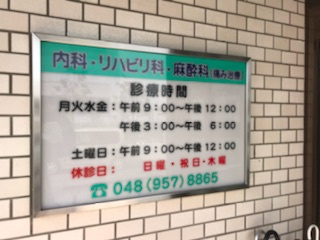 内科・リハビリ科・麻酔科 痛み治療
診療時間
月火水金：午前 9：00～午後 12：00
午後 3：00～午後 6：00
土曜日：午前 9：00～午後 12：00
休診日： 日曜・祝日・木曜
☎ 048(957)8865